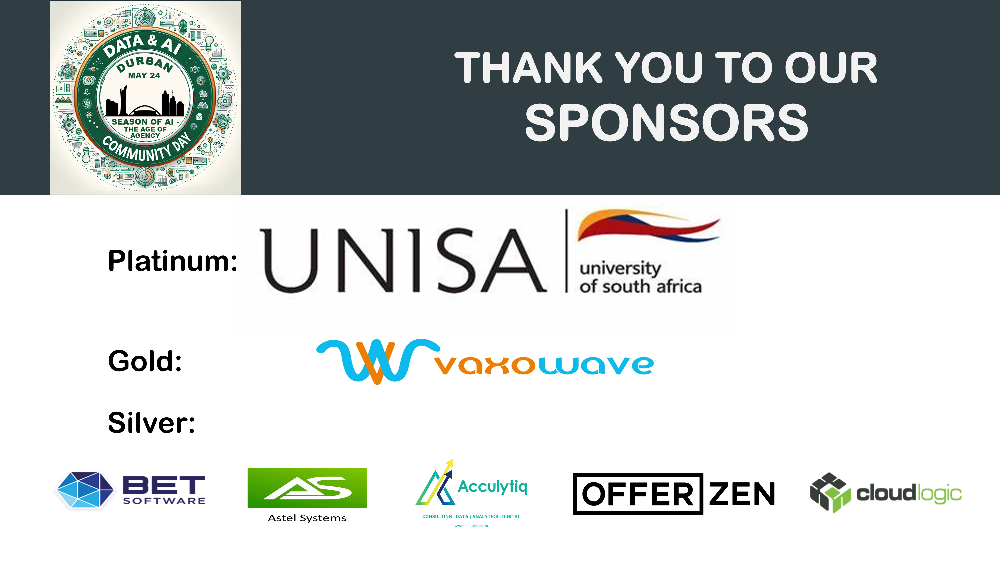 DATA & AI
DURBAN
MAY 24
SEASON OF AI -
THE AGE OF
AGENCY
COMMUNITY DAY
THANK YOU TO OUR
SPONSORS
Platinum:
UNISA
university
of south africa
Gold:
vaxowave
Silver:
BET
SOFTWARE
AS
Astel Systems
Acculytiq
CONSULTING | DATA | ANALYTICS | DIGITAL
www.acculytiq.co.za
OFFERZEN
cloudlogic